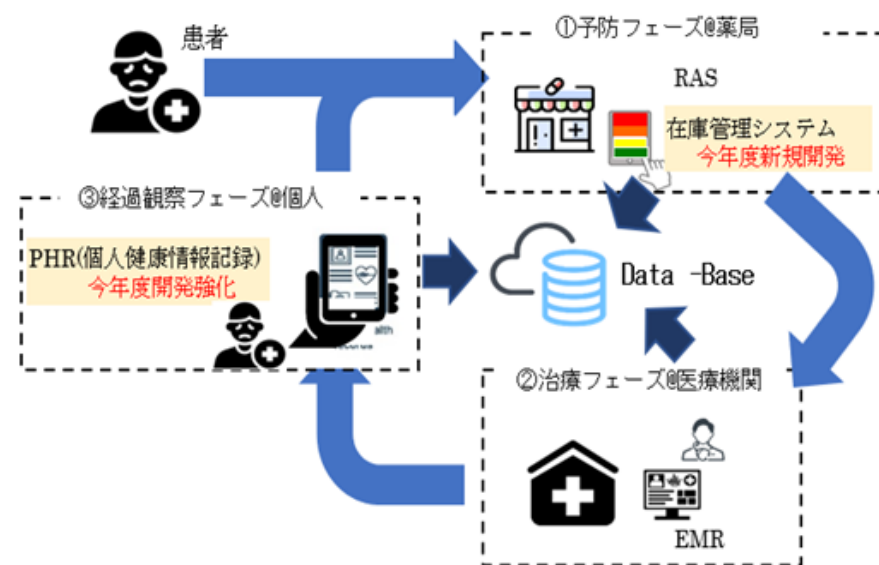 患者
①予防フェーズ@薬局
RAS
在庫管理システム
今年度新規開発
③経過観察フェーズ@個人
PHR(個人健康情報記録)
今年度開発強化
Data -Base
②治療フェーズ@医療機関
EMR